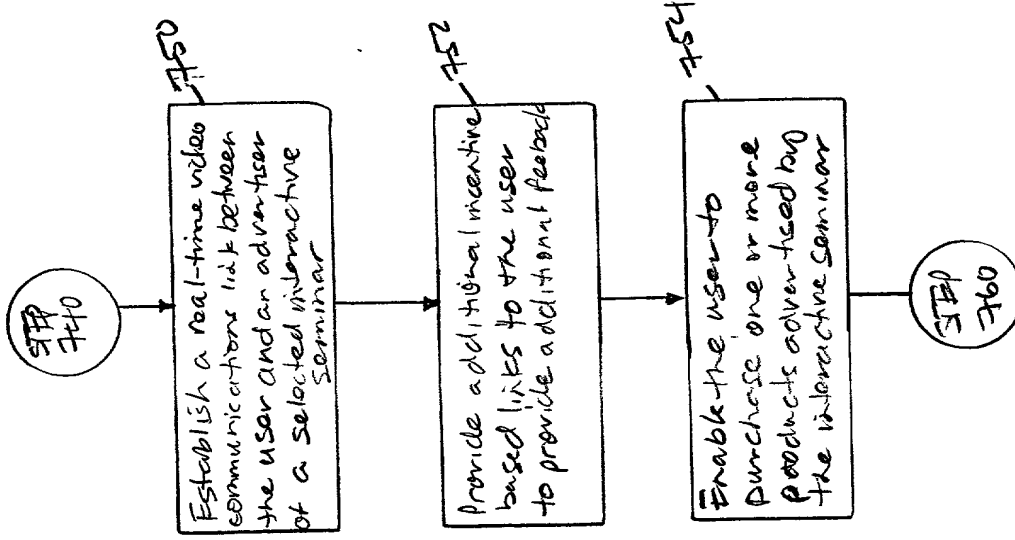 STEP
740
750
Establish a real-time video
communications link between
the user and an advertiser
of a selected interactive
seminar
752
Provide additional incentive
based links to the user
to provide additional feeback
754
Enable the user to
purchase one or more
products advertised by
the interactive seminar
STEP
760